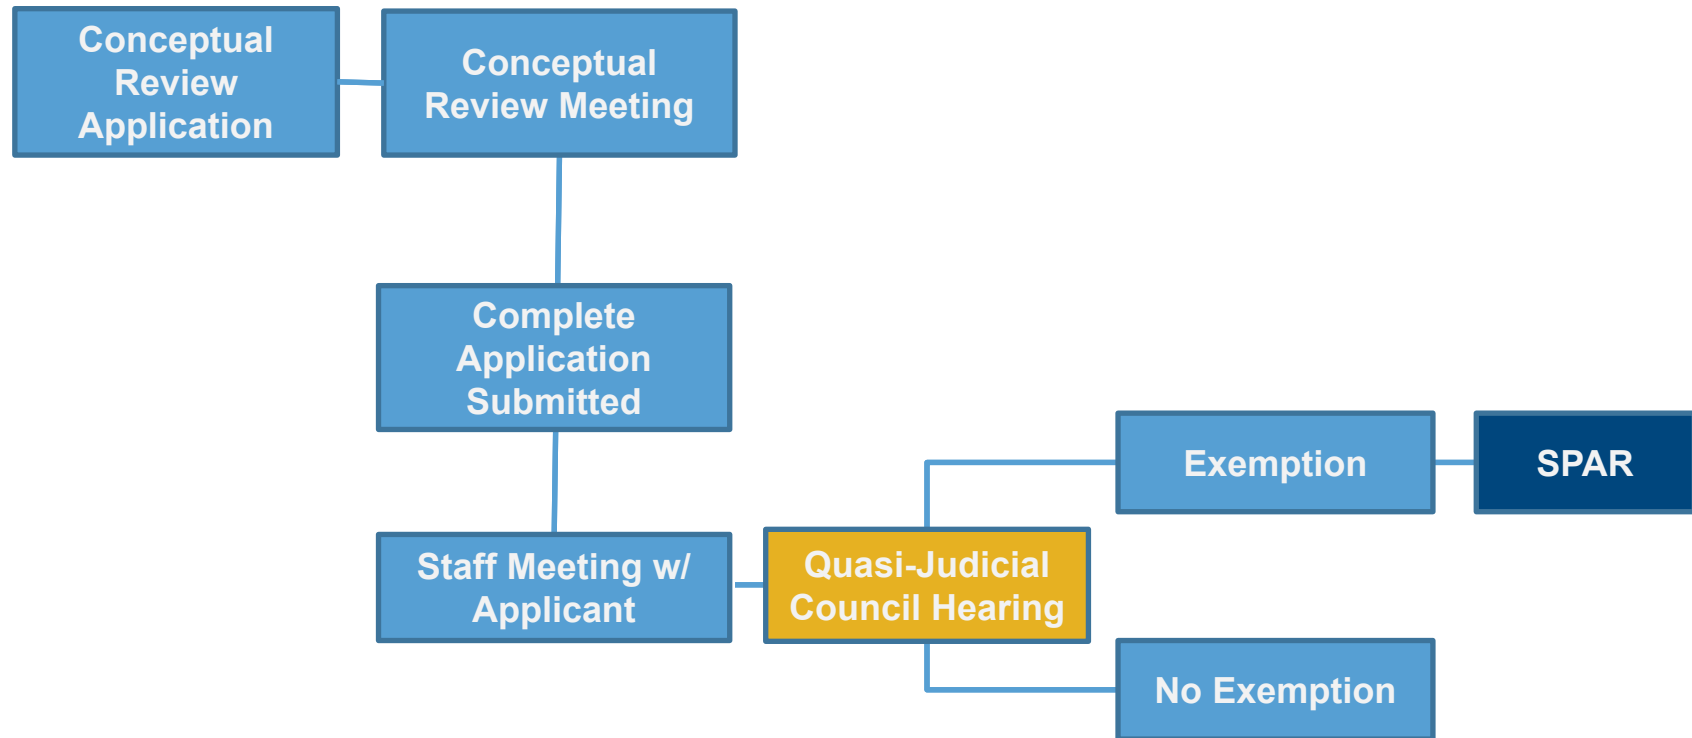 Conceptual
Review
Application
Conceptual
Review Meeting
Complete
Application
Submitted
Staff Meeting w/
Applicant
Quasi-Judicial
Council Hearing
Exemption
SPAR
No Exemption